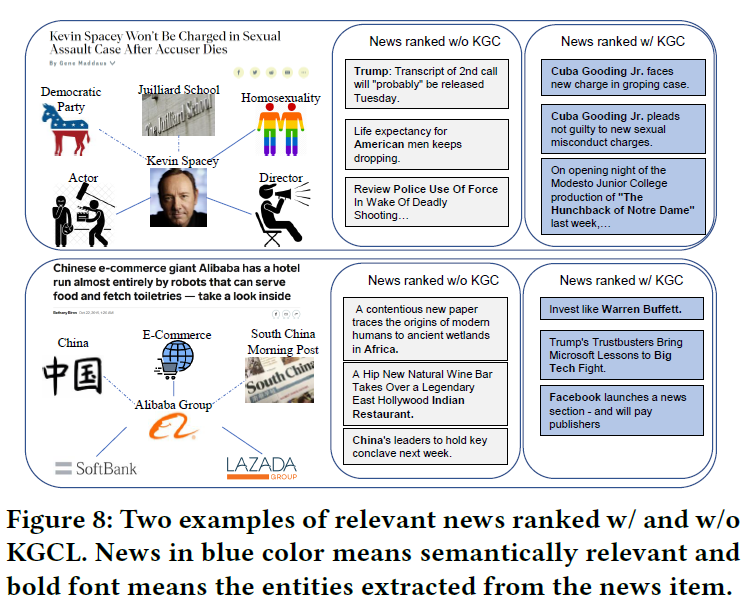 Kevin Spacey Won't Be Charged in Sexual
Assault Case After Accuser Dies
By Gene Maddaus
Democratic
Party
Juilliard School
The Juilliard School
Homosexuality
Kevin Spacey
Actor
Director
News ranked w/o KGC
Trump: Transcript of 2nd call
will "probably" be released
Tuesday.
Life expectancy for
American men keeps
dropping.
Review Police Use Of Force
In Wake Of Deadly
Shooting…
News ranked w/ KGC
Cuba Gooding Jr. faces
new charge in groping case.
Cuba Gooding Jr. pleads
not guilty to new sexual
misconduct charges.
On opening night of the
Modesto Junior College
production of "The
Hunchback of Notre Dame"
last week,…
Chinese e-commerce giant Alibaba has a hotel
run almost entirely by robots that can serve
food and fetch toiletries — take a look inside
China
中国
E-Commerce
South China
Morning Post
South China
Alibaba Group
SoftBank
LAZADA
GROUP
News ranked w/o KGC
A contentious new paper
traces the origins of modern
humans to ancient wetlands
in Africa.
A Hip New Natural Wine Bar
Takes Over a Legendary
East Hollywood Indian
Restaurant.
China's leaders to hold key
conclave next week.
News ranked w/ KGC
Invest like Warren Buffett.
Trump's Trustbusters Bring
Microsoft Lessons to Big
Tech Fight.
Facebook launches a news
section - and will pay
publishers
Figure 8: Two examples of relevant news ranked w/ and w/o
KGCL. News in blue color means semantically relevant and
bold font means the entities extracted from the news item.